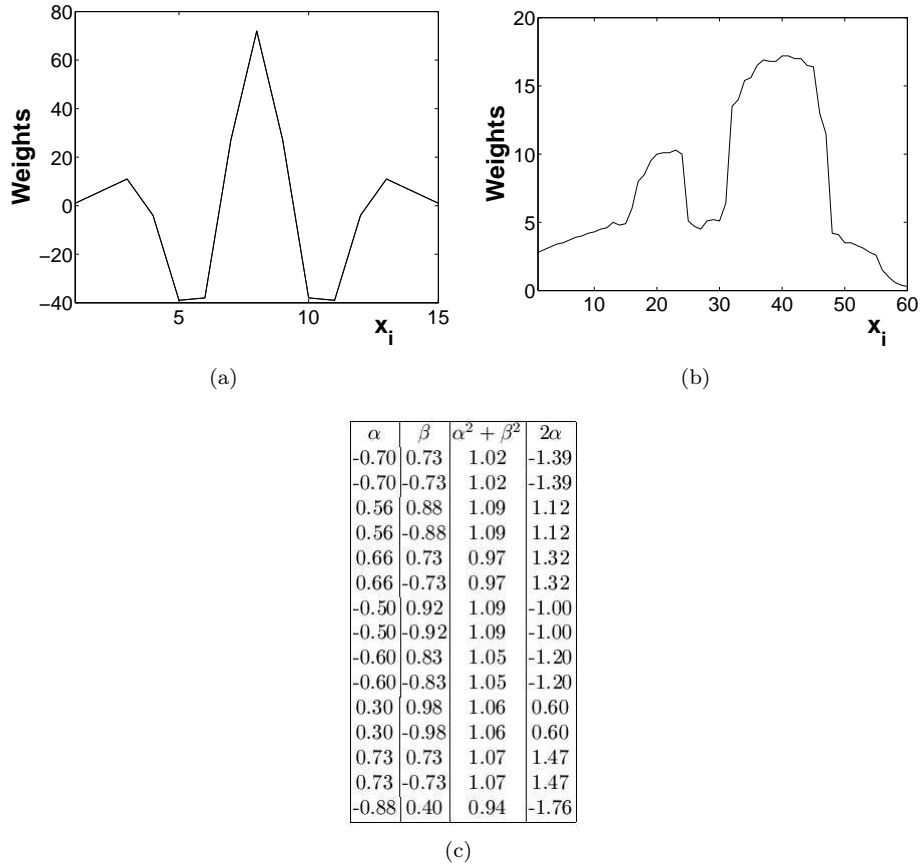 80
60
40
20
0
−20
−40
5
10
15
Weights
x_i
(a)
20
15
10
5
0
10
20
30
40
50
60
Weights
x_i
(b)
α β α² + β² 2α
-0.70 0.73 1.02 -1.39
-0.70 -0.73 1.02 -1.39
0.56 0.88 1.09 1.12
0.56 -0.88 1.09 1.12
0.66 0.73 0.97 1.32
0.66 -0.73 0.97 1.32
-0.50 0.92 1.09 -1.00
-0.50 -0.92 1.09 -1.00
-0.60 0.83 1.05 -1.20
-0.60 -0.83 1.05 -1.20
0.30 0.98 1.06 0.60
0.30 -0.98 1.06 0.60
0.73 0.73 1.07 1.47
0.73 -0.73 1.07 1.47
-0.88 0.40 0.94 -1.76
(c)